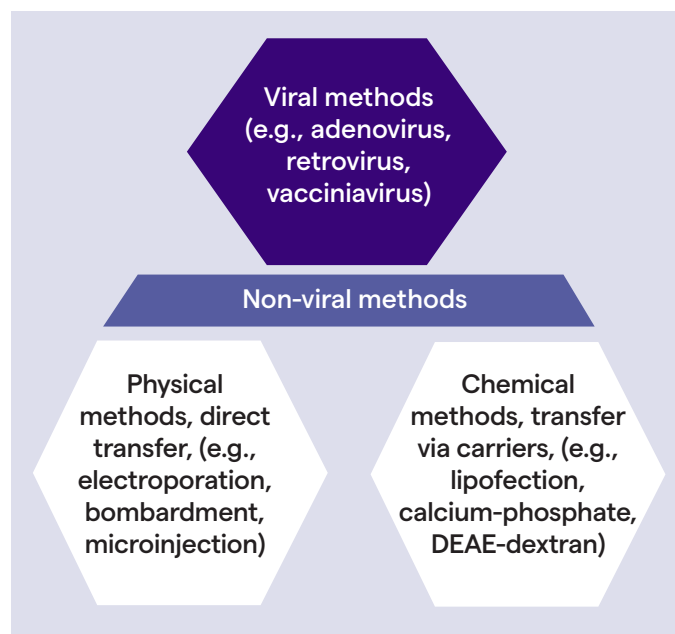 Viral methods
(e.g., adenovirus,
retrovirus,
vacciniavirus)
Non-viral methods
Physical
methods, direct
transfer, (e.g.,
electroporation,
bombardment,
microinjection)
Chemical
methods, transfer
via carriers, (e.g.,
lipofection,
calcium-phosphate,
DEAE-dextran)